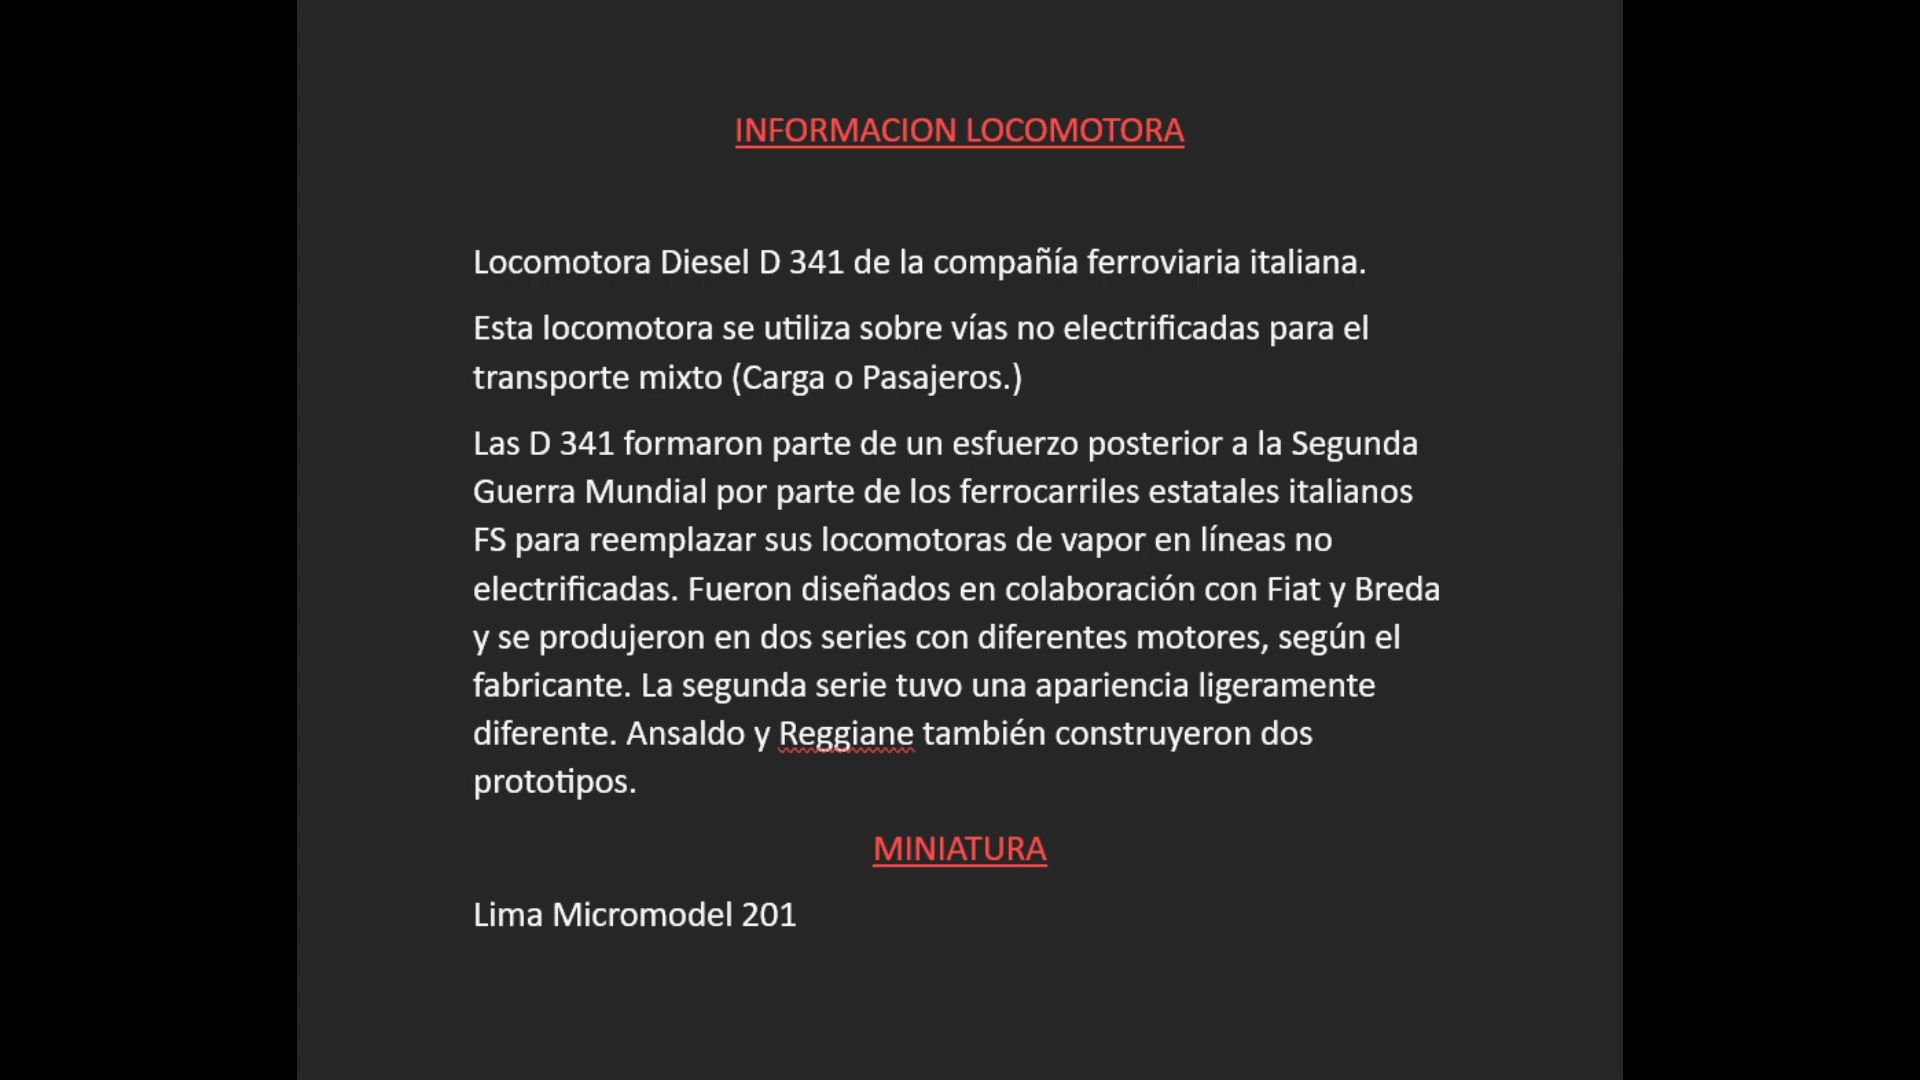 INFORMACION LOCOMOTORA
Locomotora Diesel D 341 de la compañía ferroviaria italiana.
Esta locomotora se utiliza sobre vías no electrificadas para el
transporte mixto (Carga o Pasajeros.)
Las D 341 formaron parte de un esfuerzo posterior a la Segunda
Guerra Mundial por parte de los ferrocarriles estatales italianos
FS para reemplazar sus locomotoras de vapor en líneas no
electrificadas. Fueron diseñados en colaboración con Fiat y Breda
y se produjeron en dos series con diferentes motores, según el
fabricante. La segunda serie tuvo una apariencia ligeramente
diferente. Ansaldo y Reggiane también construyeron dos
prototipos.
MINIATURA
Lima Micromodel 201